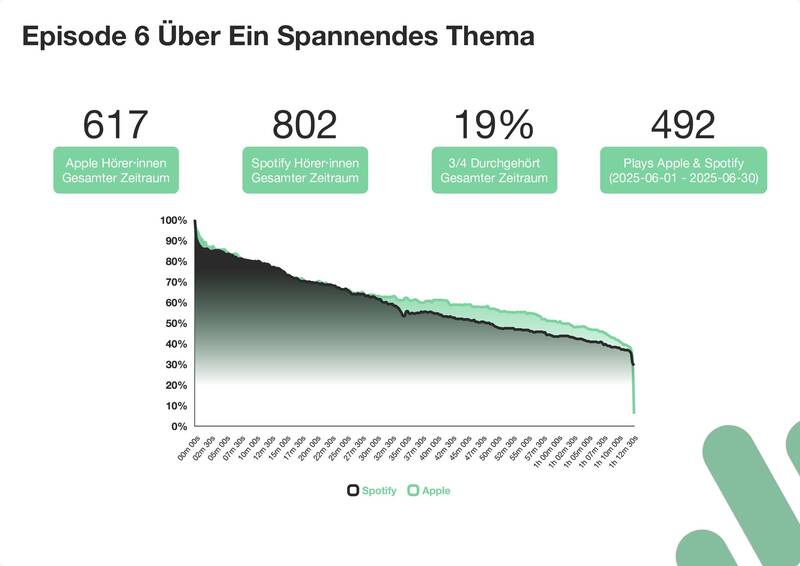 Episode 6 Über Ein Spannendes Thema
617
Apple Hörer·innen
Gesamter Zeitraum
802
Spotify Hörer·innen
Gesamter Zeitraum
19%
3/4 Durchgehört
Gesamter Zeitraum
492
Plays Apple & Spotify
(2025-06-01 - 2025-06-30)
100%
90%
80%
70%
60%
50%
40%
30%
20%
10%
0%
00m 00s
02m 30s
05m 00s
07m 30s
10m 00s
12m 30s
15m 00s
17m 30s
20m 00s
22m 30s
25m 00s
27m 30s
30m 00s
32m 30s
35m 00s
37m 30s
40m 00s
42m 30s
45m 00s
47m 30s
50m 00s
52m 30s
55m 00s
57m 30s
1h 00m 00s
1h 02m 30s
1h 05m 00s
1h 07m 30s
1h 10m 00s
1h 12m 30s
Spotify
Apple